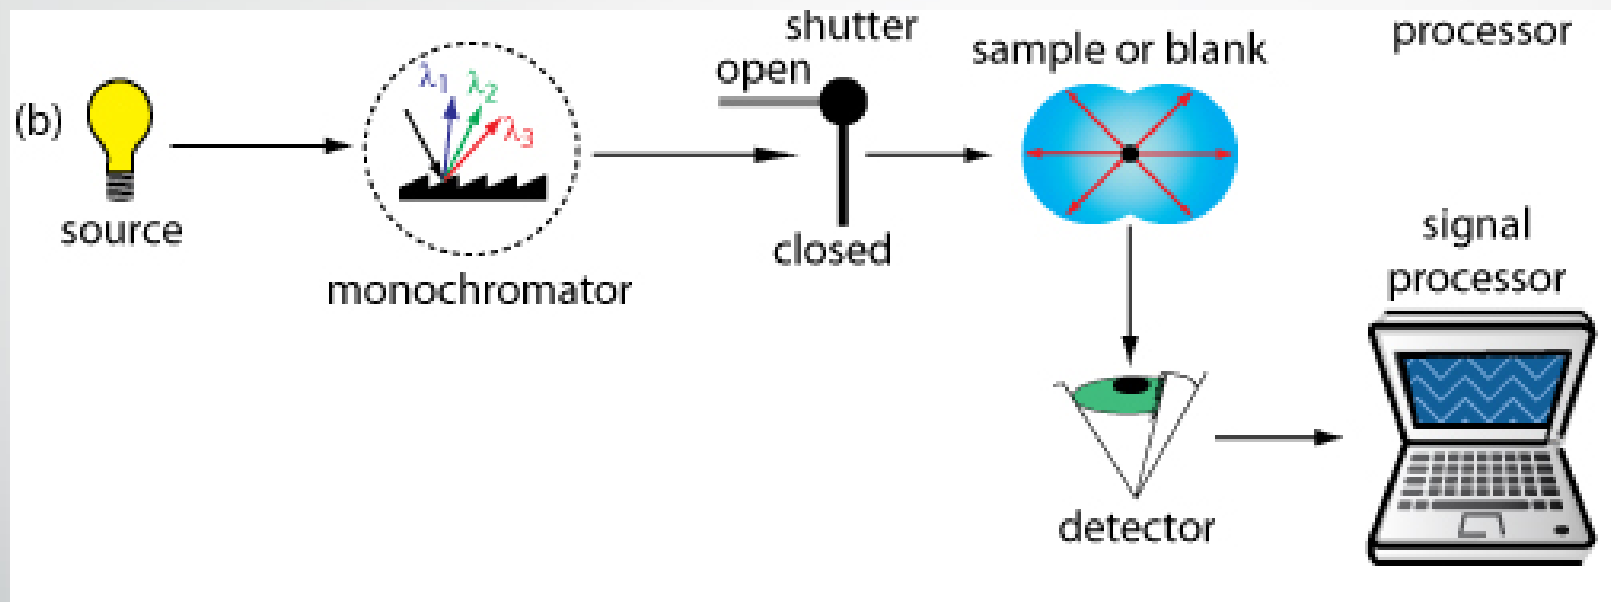 shutter
processor
open
sample or blank
λ1
λ2
λ3
(b)
source
closed
monochromator
signal
processor
detector